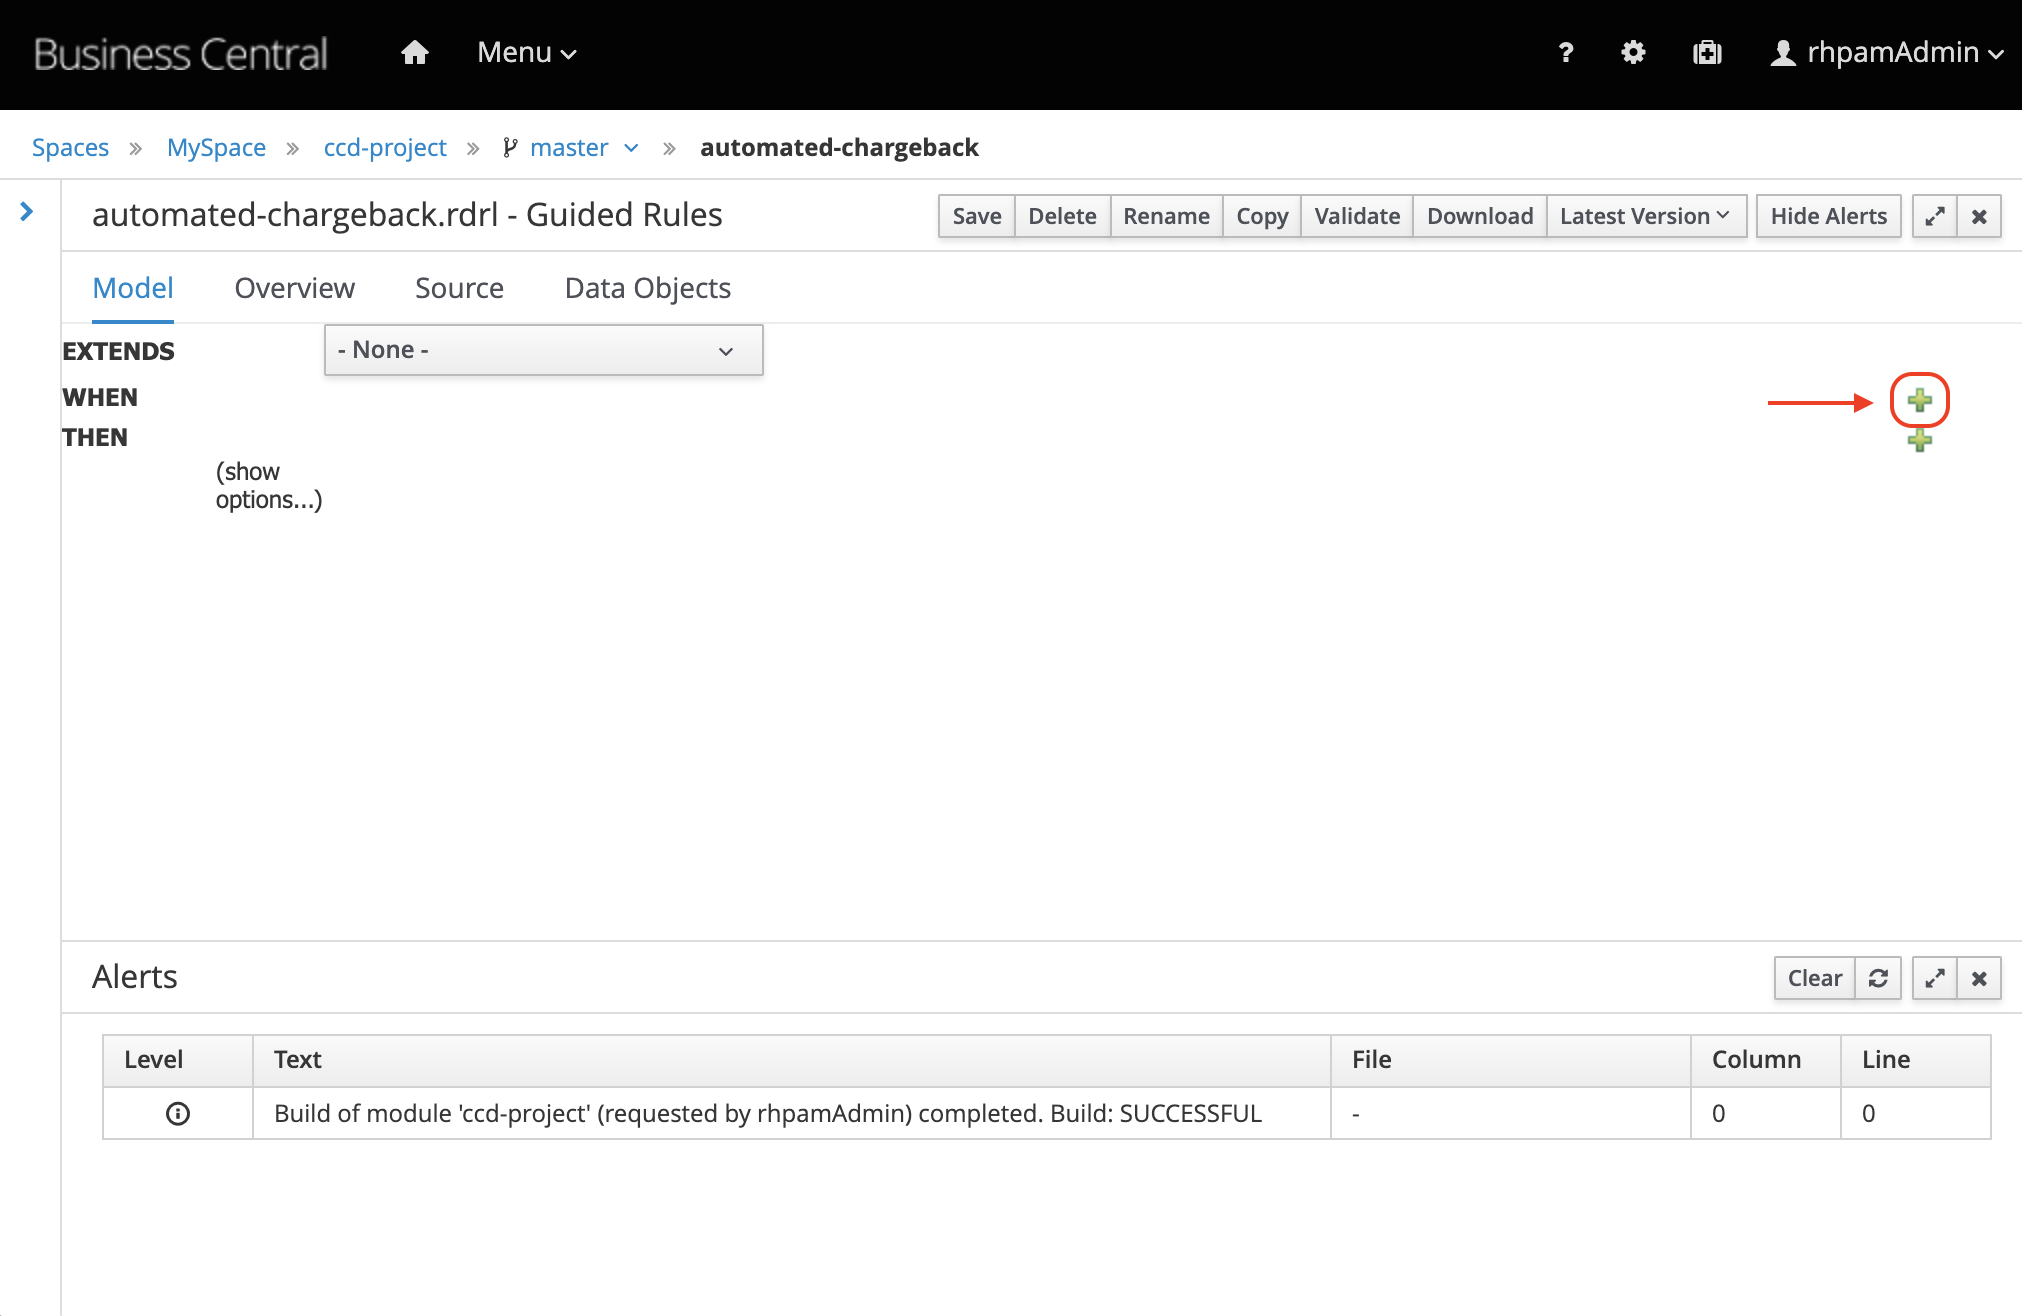 Business Central Menu ? rhpamAdmin
Spaces » MySpace » ccd-project » master » automated-chargeback
automated-chargeback.rdrl - Guided Rules Save Delete Rename Copy Validate Download Latest Version Hide Alerts
Model Overview Source Data Objects
EXTENDS - None -
WHEN
THEN
(show
options...)
Alerts Clear
Level Text File Column Line
Build of module 'ccd-project' (requested by rhpamAdmin) completed. Build: SUCCESSFUL - 0 0